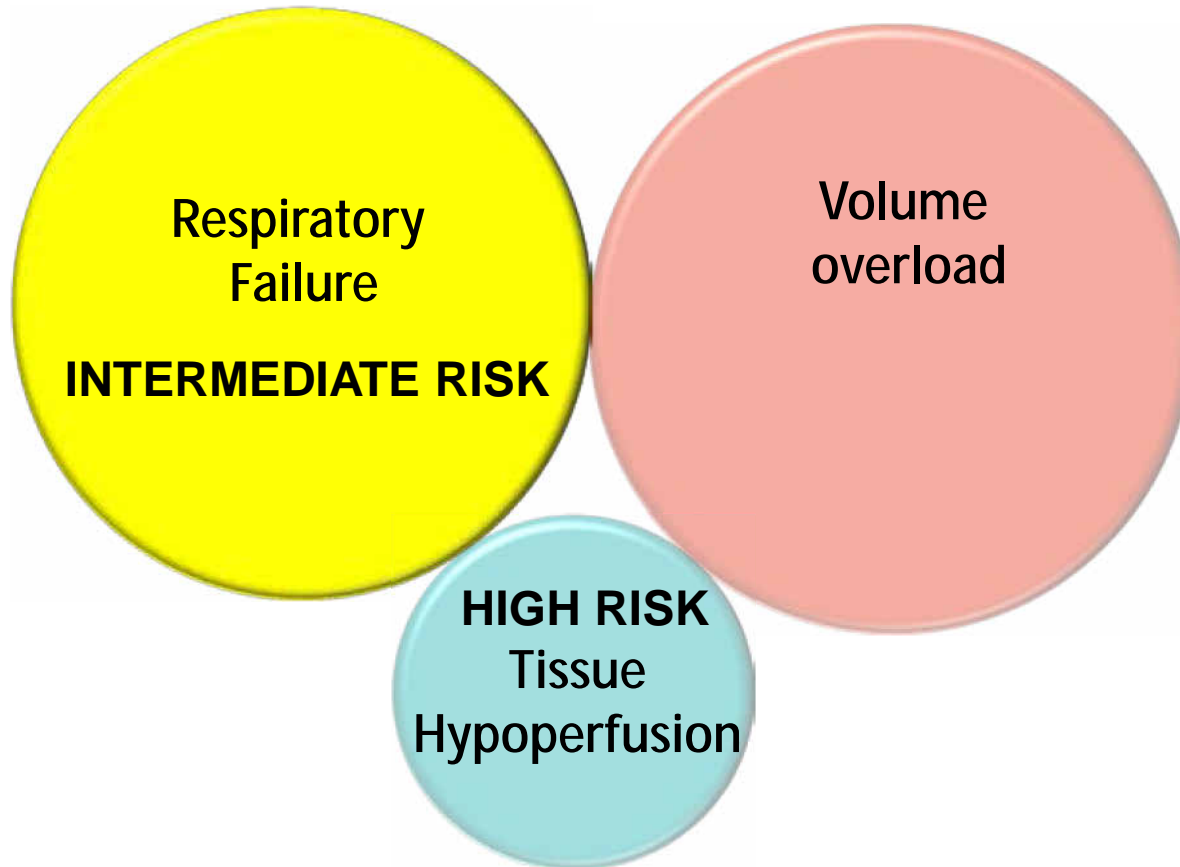 Respiratory
Failure
INTERMEDIATE RISK
Volume
overload
HIGH RISK
Tissue
Hypoperfusion